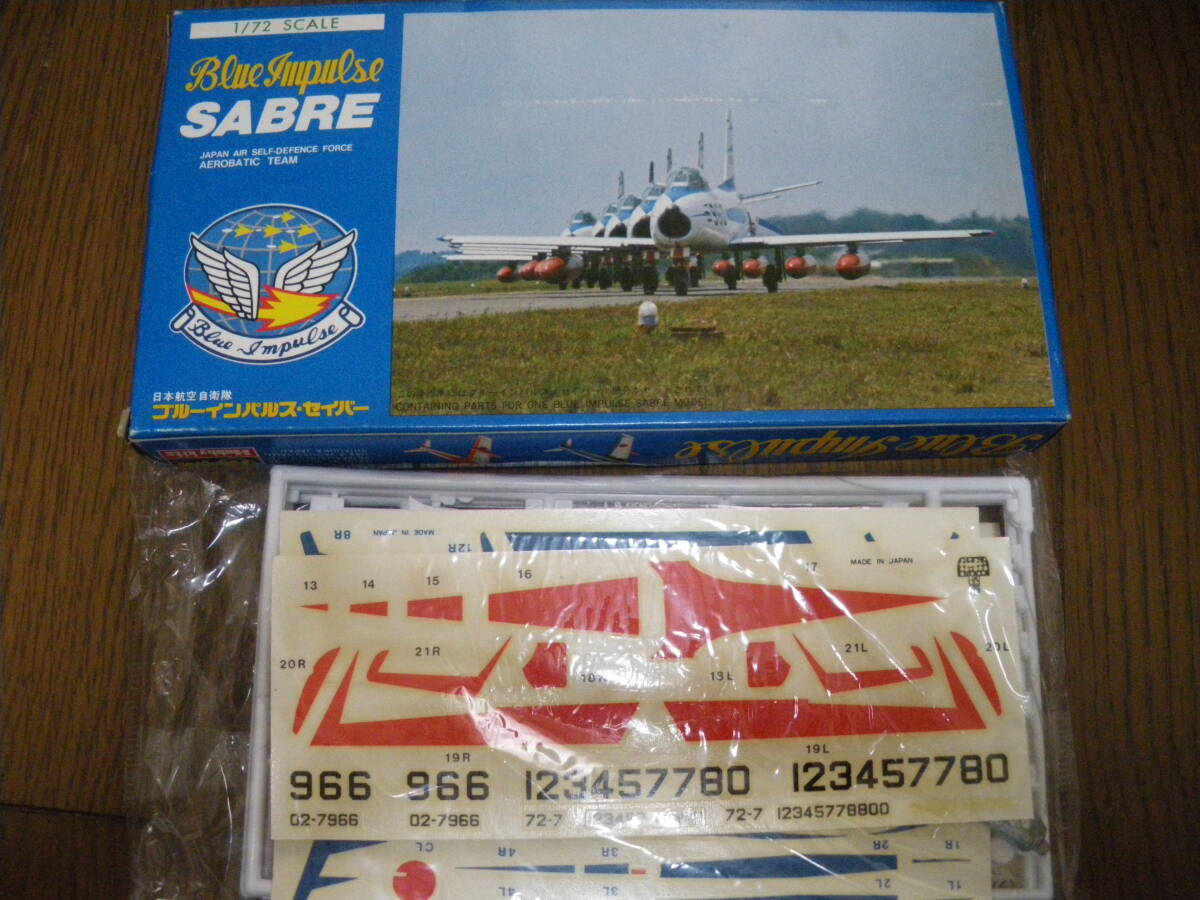 1/72 SCALE
Blue Impulse
SABRE
JAPAN AIR SELF-DEFENCE FORCE
AEROBATIC TEAM
Blue Impulse
日本航空自衛隊
ブルーインパルス・セイバー
CONTAINING PARTS FOR ONE BLUE IMPULSE SABRE MODEL.
Blue Impulse
Hobby kits
8R
MADE IN JAPAN
12R
13
14
15
16
17
MADE IN JAPAN
20R
21R
18R
13L
21L
20L
19R
19L
966
966
123457780
123457780
02-7966
02-7966
72-7
72-7
12345778800
CL
4R
3R
2R
1R
4L
3L
2L
1L